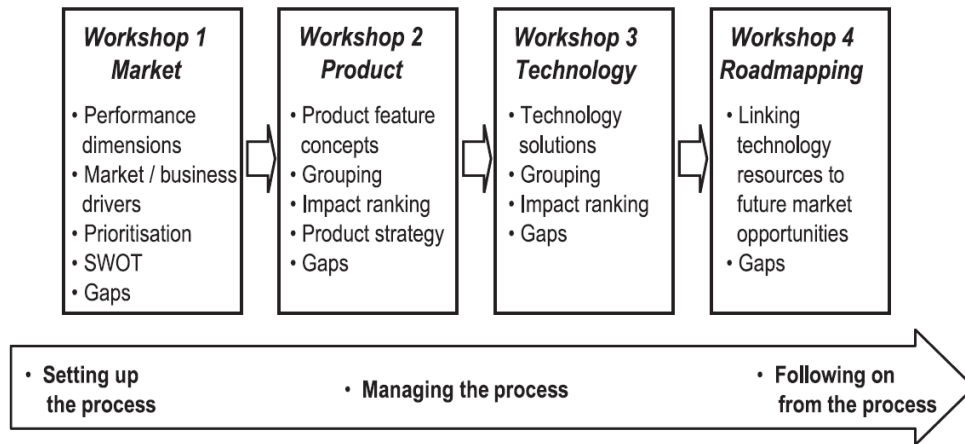 Workshop 1
Market
• Performance
dimensions
• Market / business
drivers
• Prioritisation
• SWOT
• Gaps
Workshop 2
Product
• Product feature
concepts
• Grouping
• Impact ranking
• Product strategy
• Gaps
Workshop 3
Technology
• Technology
solutions
• Grouping
• Impact ranking
• Gaps
Workshop 4
Roadmapping
• Linking
technology
resources to
future market
opportunities
• Gaps
• Setting up
the process
• Managing the process
• Following on
from the process